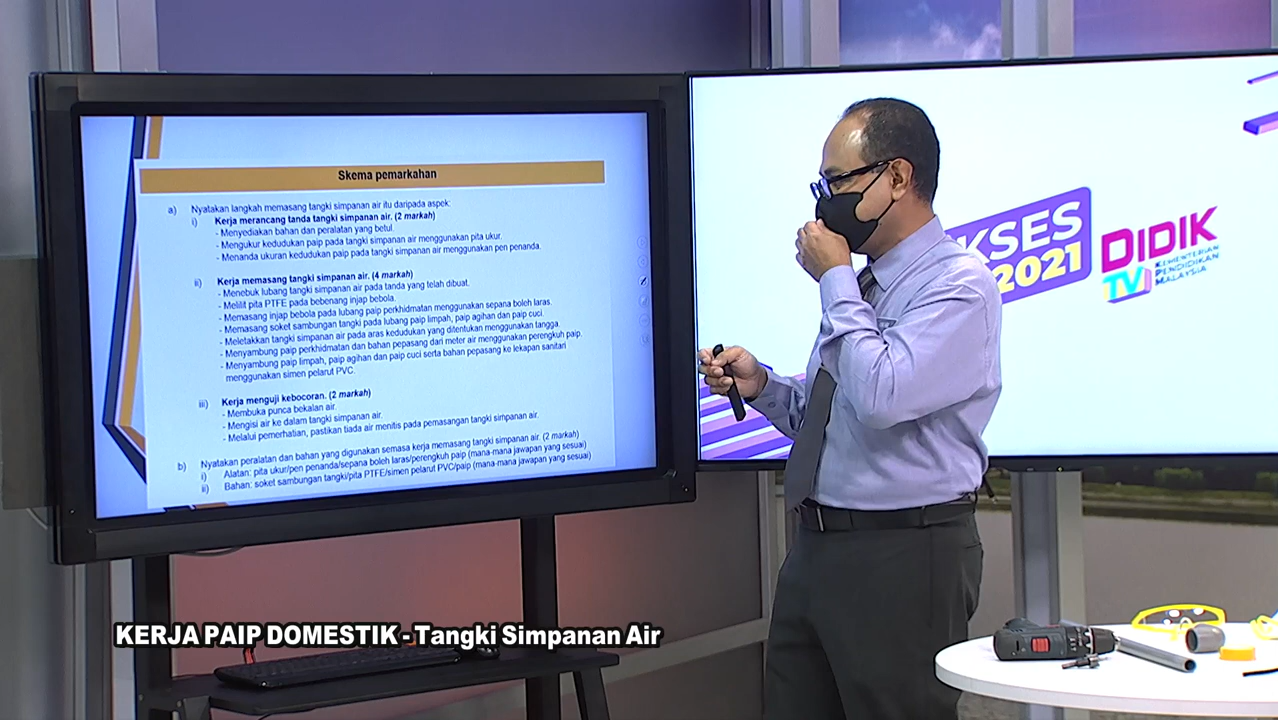 Skema pemarkahan
a) Nyatakan langkah memasang tangki simpanan air itu daripada aspek:
i) Kerja merancang tanda tangki simpanan air. (2 markah)
- Menyediakan bahan dan peralatan yang betul.
- Mengukur kedudukan paip pada tangki simpanan air menggunakan pita ukur.
- Menanda ukuran kedudukan paip pada tangki simpanan air menggunakan pen penanda.
ii) Kerja memasang tangki simpanan air. (4 markah)
- Menebuk lubang tangki simpanan air pada tanda yang telah dibuat.
- Melilit pita PTFE pada bebenang injap bebola.
- Memasang injap bebola pada lubang paip perkhidmatan menggunakan sepana boleh laras.
- Memasang soket sambungan tangki pada lubang paip limpah, paip agihan dan paip cuci.
- Meletakkan tangki simpanan air pada aras kedudukan yang ditentukan menggunakan tangga.
- Menyambung paip perkhidmatan dan bahan pepasang dari meter air menggunakan perengkuh paip.
- Menyambung paip limpah, paip agihan dan paip cuci serta bahan pepasang ke lekapan sanitari
menggunakan simen pelarut PVC.
iii) Kerja menguji kebocoran. (2 markah)
- Membuka punca bekalan air.
- Mengisi air ke dalam tangki simpanan air.
- Melalui pemerhatian, pastikan tiada air menitis pada pemasangan tangki simpanan air.
b) Nyatakan peralatan dan bahan yang digunakan semasa kerja memasang tangki simpanan air. (2 markah)
i) Alatan: pita ukur/pen penanda/sepana boleh laras/perengkuh paip (mana-mana jawapan yang sesuai)
ii) Bahan: soket sambungan tangki/pita PTFE/simen pelarut PVC/paip (mana-mana jawapan yang sesuai)
KSES
2021
DIDIK
TV
KEMENTERIAN
PENDIDIKAN
MALAYSIA
KERJA PAIP DOMESTIK - Tangki Simpanan Air